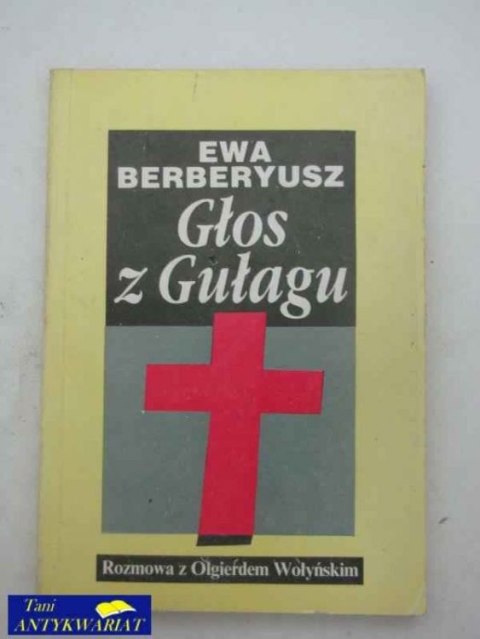 EWA
BERBERYUSZ
Głos
z Gułagu
Rozmowa z Olgierdem Wołyńskim
Tani
ANTYKWARIAT